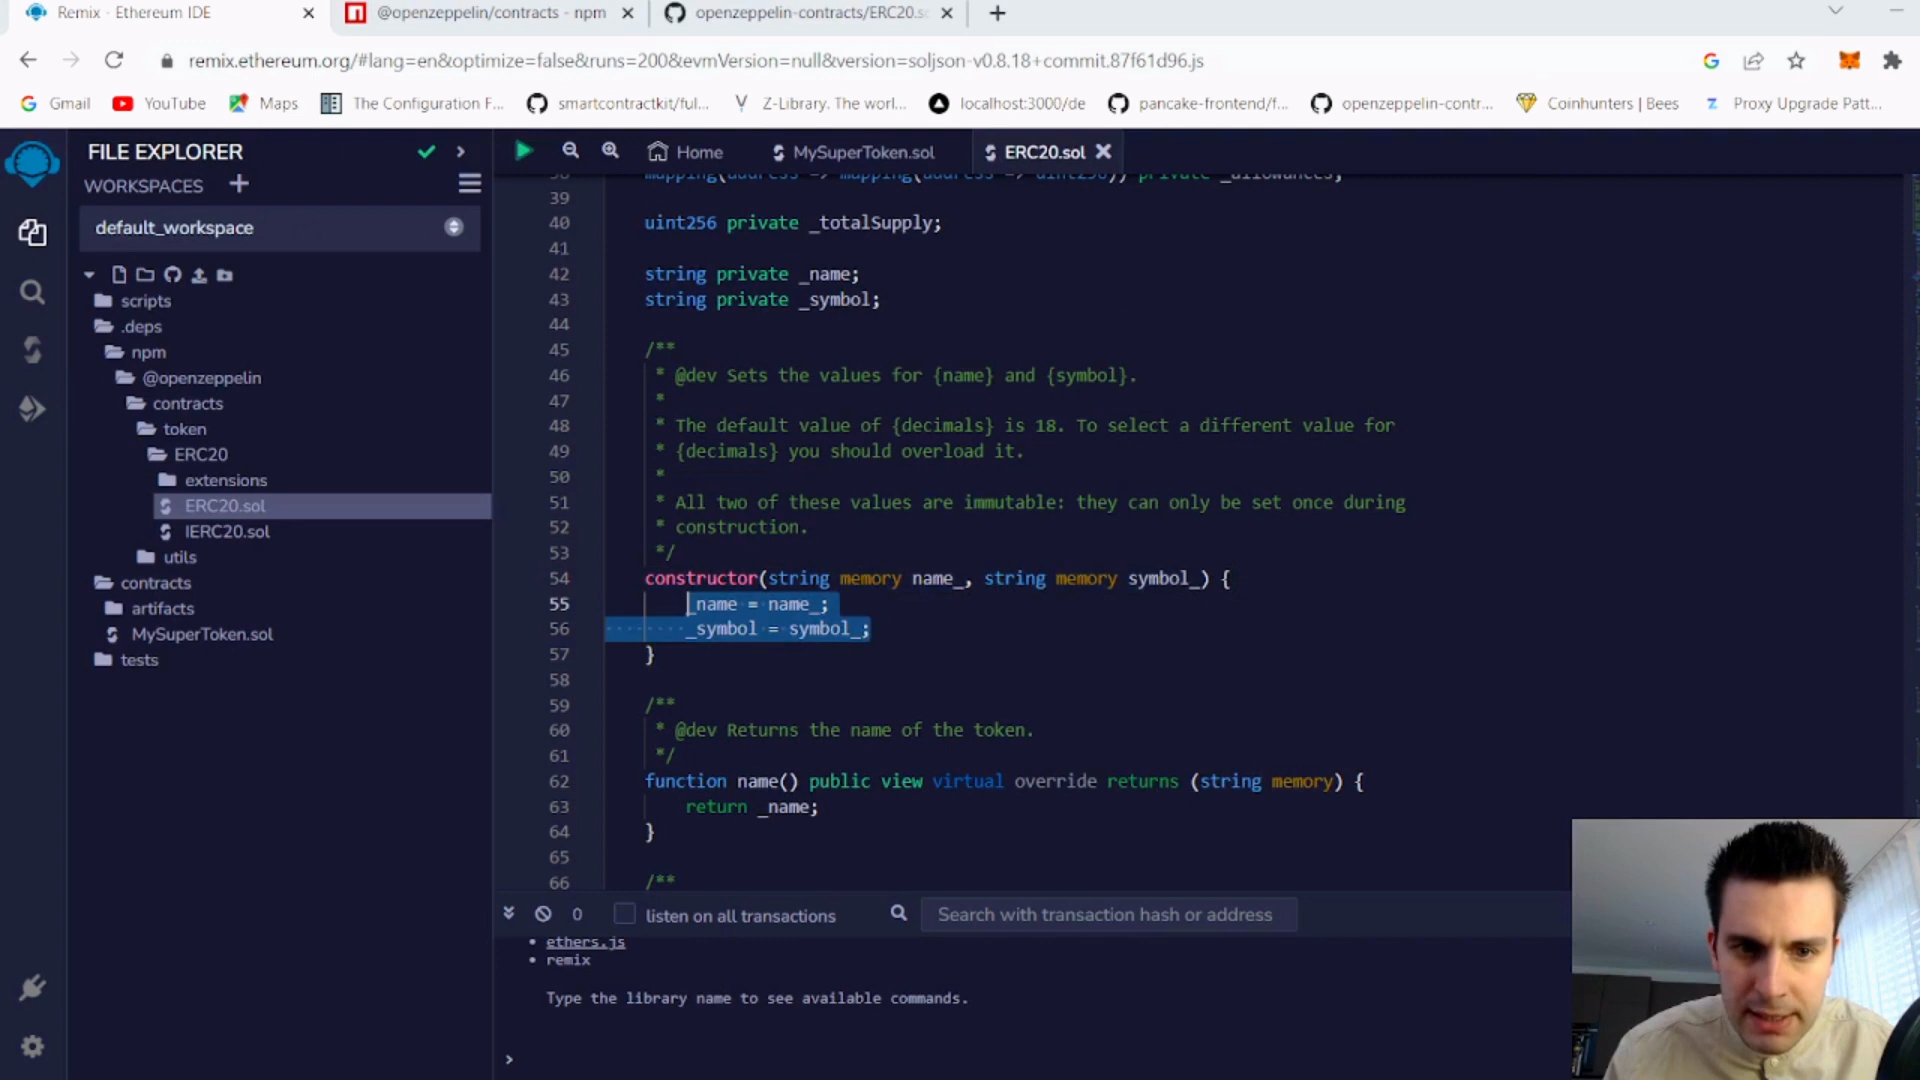 Remix - Ethereum IDE
@openzeppelin/contracts - npm
openzeppelin-contracts/ERC20.s
remix.ethereum.org/#lang=en&optimize=false&runs=200&evmVersion=null&version=soljson-v0.8.18+commit.87f61d96.js
Gmail
YouTube
Maps
The Configuration F...
smartcontractkit/ful...
Z-Library. The worl...
localhost:3000/de
pancake-frontend/f...
openzeppelin-contr...
Coinhunters | Bees
Proxy Upgrade Patt...
FILE EXPLORER
WORKSPACES
default_workspace
scripts
.deps
npm
@openzeppelin
contracts
token
ERC20
extensions
ERC20.sol
IERC20.sol
utils
contracts
artifacts
MySuperToken.sol
tests
Home
MySuperToken.sol
ERC20.sol
38 mapping(address => mapping(address => uint256)) private _allowances;
39
40 uint256 private _totalSupply;
41
42 string private _name;
43 string private _symbol;
44
45 /**
46 * @dev Sets the values for {name} and {symbol}.
47 *
48 * The default value of {decimals} is 18. To select a different value for
49 * {decimals} you should overload it.
50 *
51 * All two of these values are immutable: they can only be set once during
52 * construction.
53 */
54 constructor(string memory name_, string memory symbol_) {
55 _name = name_;
56 _symbol = symbol_;
57 }
58
59 /**
60 * @dev Returns the name of the token.
61 */
62 function name() public view virtual override returns (string memory) {
63 return _name;
64 }
65
66 /**
0
listen on all transactions
Search with transaction hash or address
• ethers.js
• remix
Type the library name to see available commands.
>